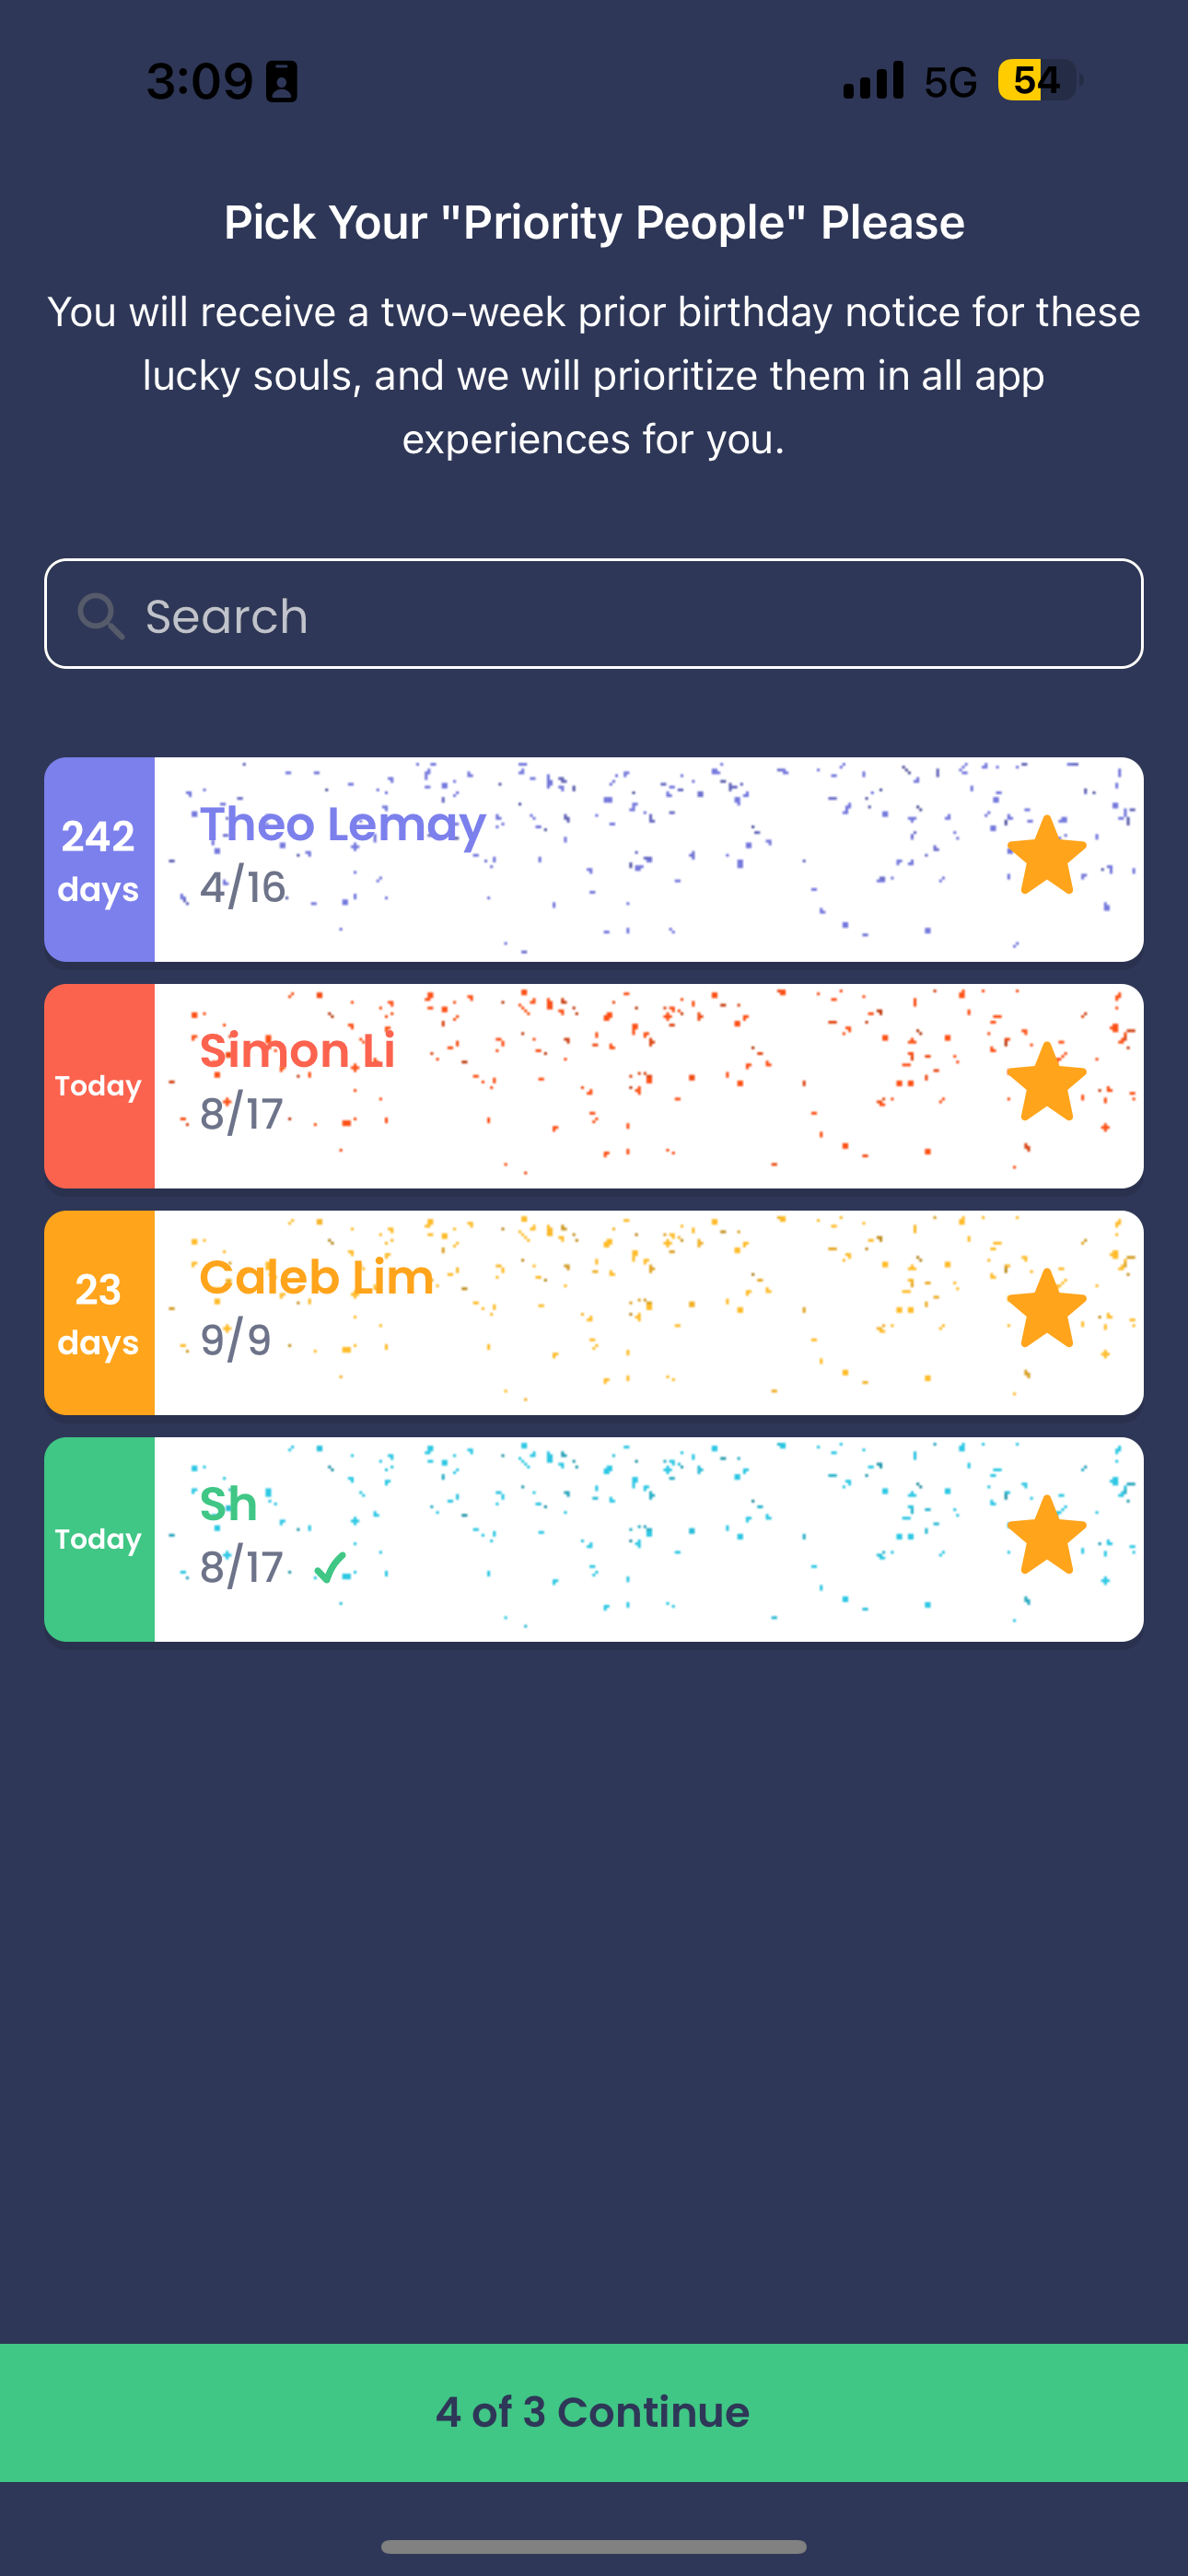 3:09 5G 54
Pick Your "Priority People" Please
You will receive a two-week prior birthday notice for these
lucky souls, and we will prioritize them in all app
experiences for you.
Search
242
days
Theo Lemay
4/16
Today
Simon Li
8/17
23
days
Caleb Lim
9/9
Today
Sh
8/17
4 of 3 Continue